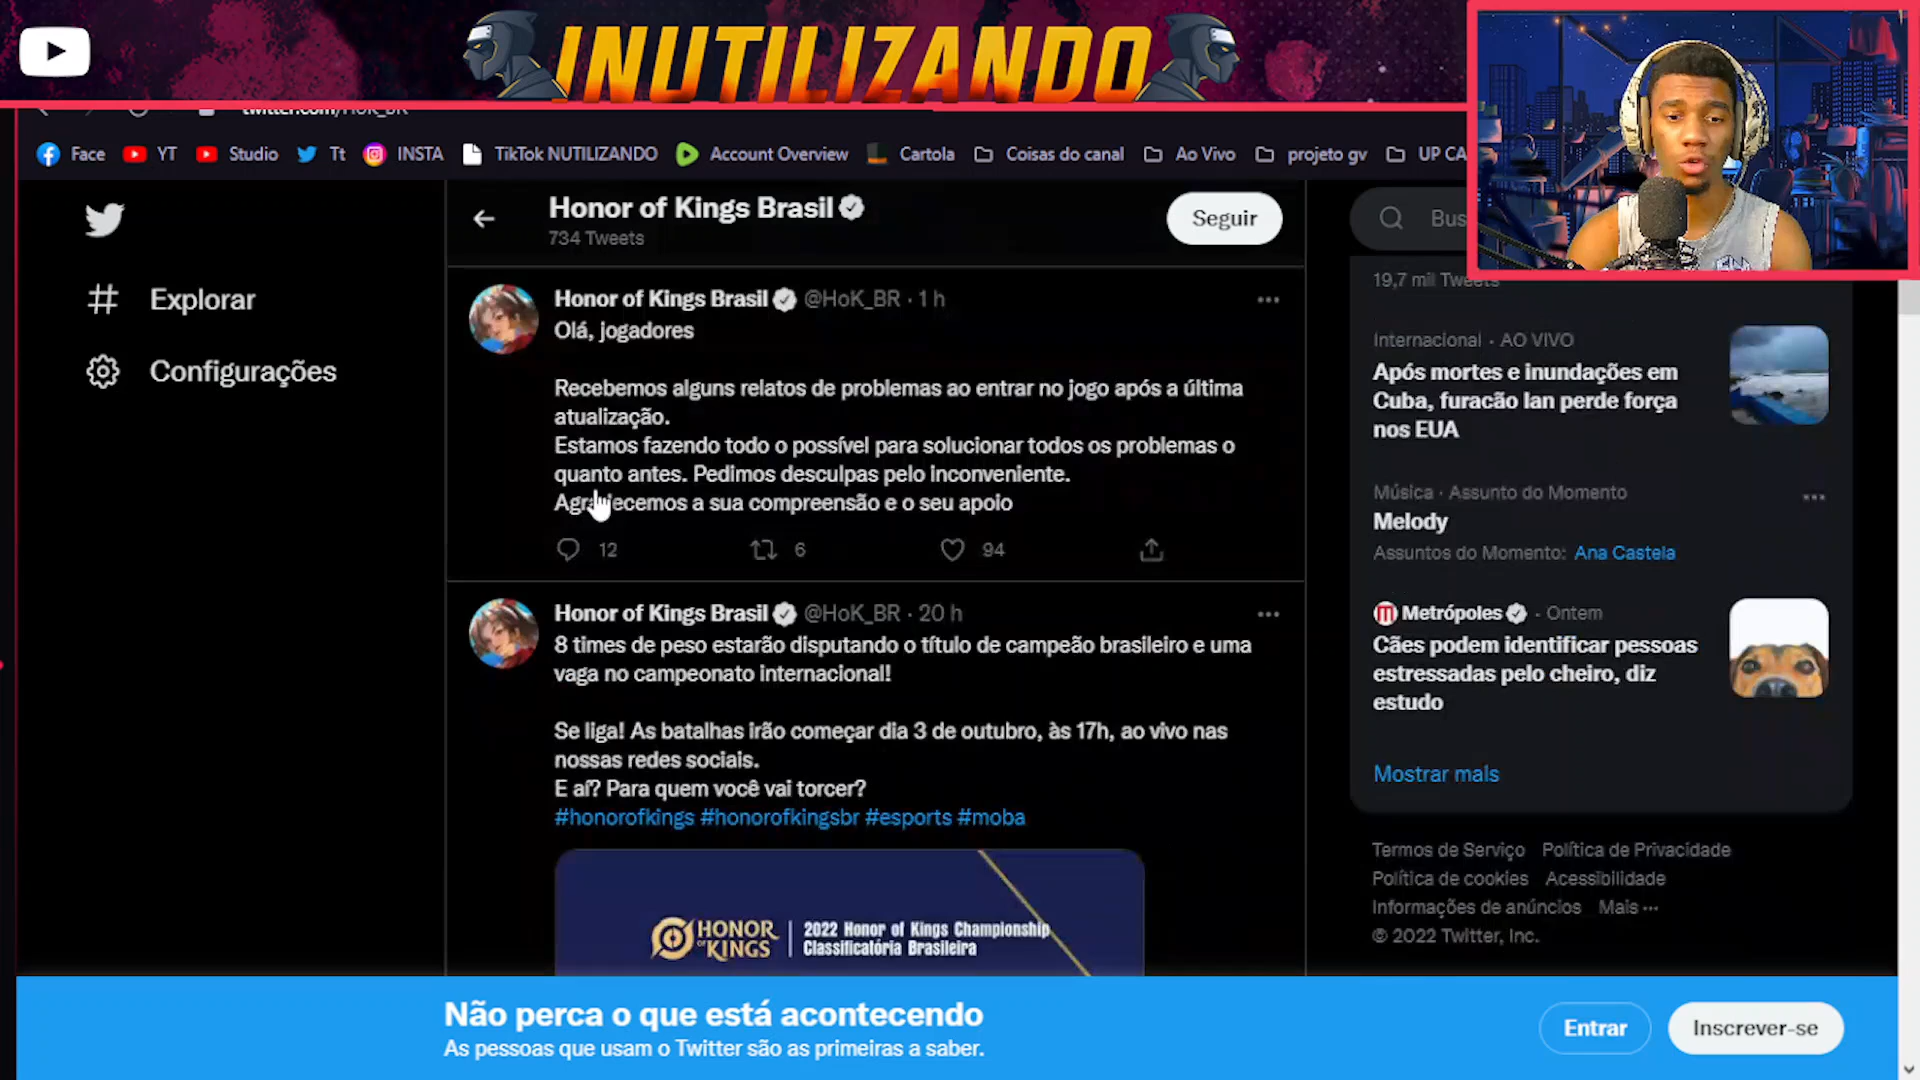 INUTILIZANDO
twitter.com/HoK_BR
Face
YT
Studio
Tt
INSTA
TikTok NUTILIZANDO
Account Overview
Cartola
Coisas do canal
Ao Vivo
projeto gv
UP CA
Honor of Kings Brasil
734 Tweets
Seguir
Bus
Explorar
Configurações
Honor of Kings Brasil @HoK_BR · 1 h
Olá, jogadores
Recebemos alguns relatos de problemas ao entrar no jogo após a última
atualização.
Estamos fazendo todo o possível para solucionar todos os problemas o
quanto antes. Pedimos desculpas pelo inconveniente.
Agradecemos a sua compreensão e o seu apoio
12
6
94
Honor of Kings Brasil @HoK_BR · 20 h
8 times de peso estarão disputando o título de campeão brasileiro e uma
vaga no campeonato internacional!
Se liga! As batalhas irão começar dia 3 de outubro, às 17h, ao vivo nas
nossas redes sociais.
E aí? Para quem você vai torcer?
#honorofkings #honorofkingsbr #esports #moba
HONOR
OF KINGS
2022 Honor of Kings Championship
Classificatória Brasileira
19,7 mil Tweets
Internacional · AO VIVO
Após mortes e inundações em
Cuba, furacão Ian perde força
nos EUA
Música · Assunto do Momento
Melody
Assuntos do Momento: Ana Castela
Metrópoles · Ontem
Cães podem identificar pessoas
estressadas pelo cheiro, diz
estudo
Mostrar mais
Termos de Serviço Política de Privacidade
Política de cookies Acessibilidade
Informações de anúncios Mais ···
© 2022 Twitter, Inc.
Não perca o que está acontecendo
As pessoas que usam o Twitter são as primeiras a saber.
Entrar
Inscrever-se